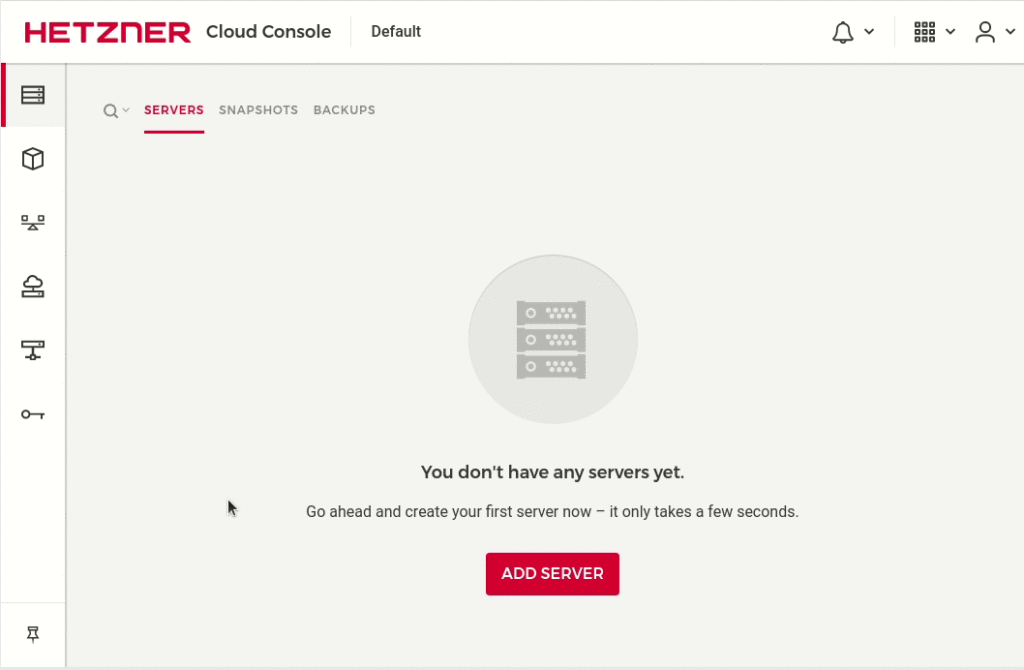 HETZNER Cloud Console Default
SERVERS SNAPSHOTS BACKUPS
You don't have any servers yet.
Go ahead and create your first server now – it only takes a few seconds.
ADD SERVER